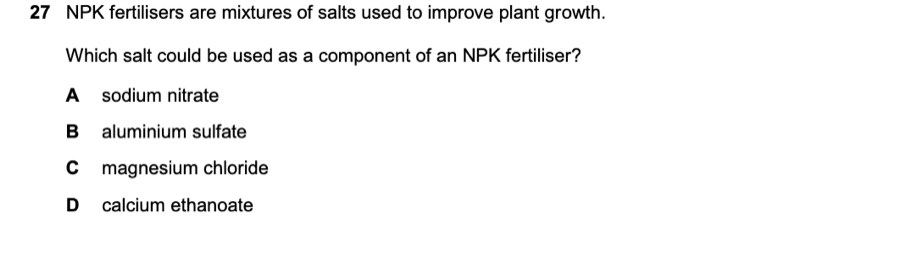 27 NPK fertilisers are mixtures of salts used to improve plant growth.
Which salt could be used as a component of an NPK fertiliser?
A sodium nitrate
B aluminium sulfate
C magnesium chloride
D calcium ethanoate